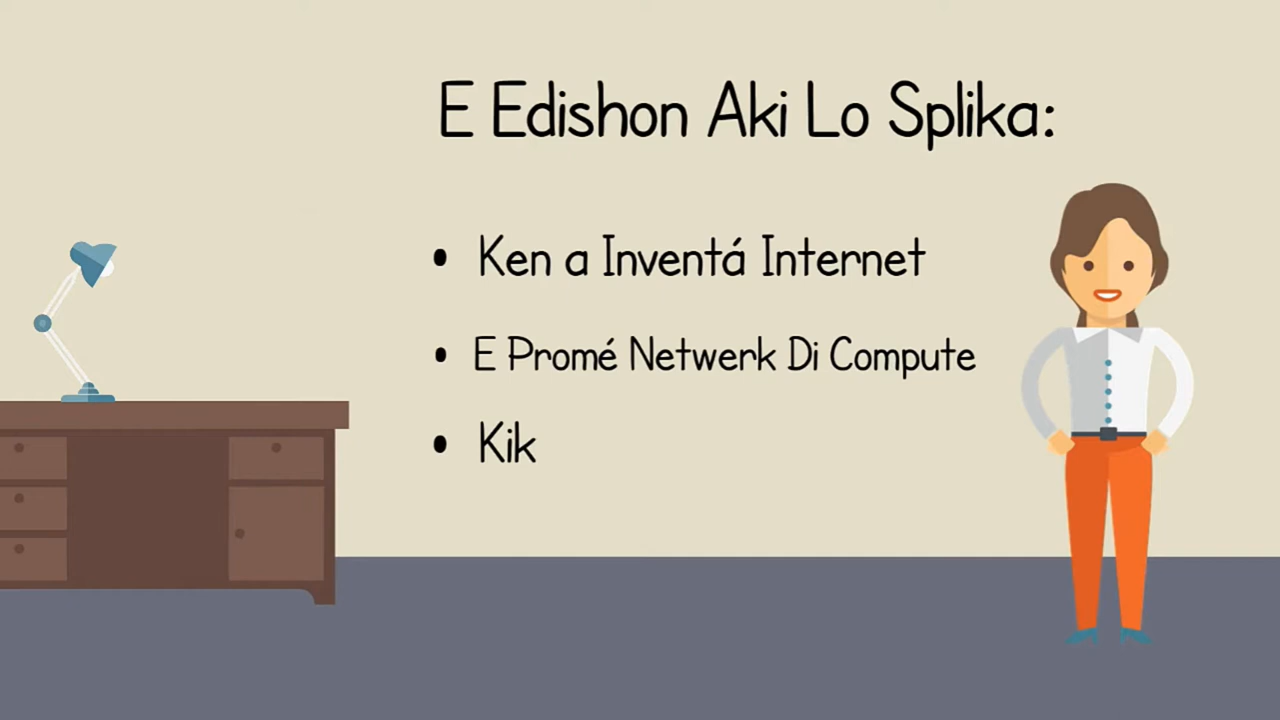 E Edishon Aki Lo Splika:
• Ken a Inventá Internet
• E Promé Netwerk Di Compute
• Kik